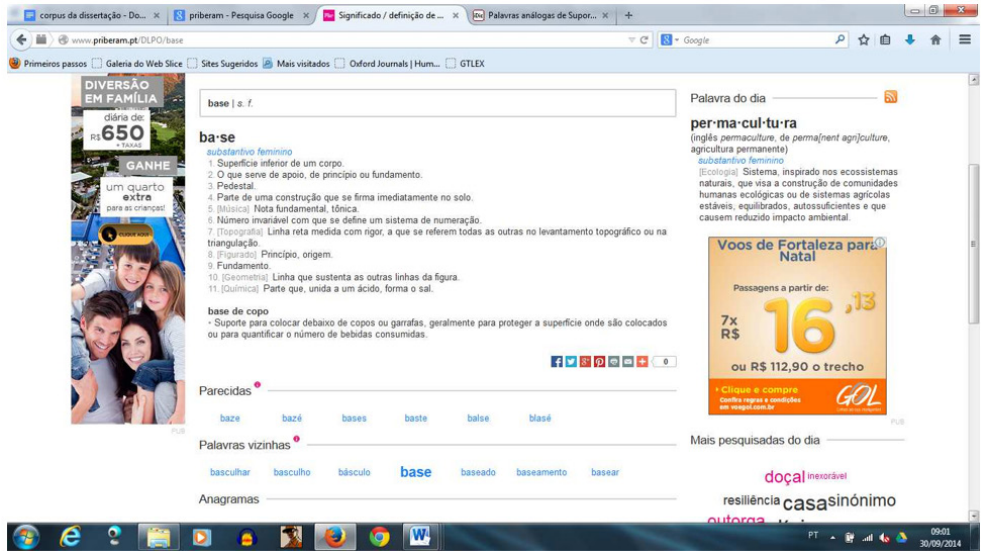 corpus da dissertação - Do...
priberam - Pesquisa Google
Significado / definição de ...
Palavras análogas de Supor...
www.priberam.pt/DLPO/base
Google
Primeiros passos
Galeria do Web Slice
Sites Sugeridos
Mais visitados
Oxford Journals | Hum...
GTLEX
DIVERSÃO
EM FAMÍLIA
diária de:
R$ 650
+ TAXAS
GANHE
um quarto
extra
para as crianças!
CLIQUE AQUI
PUB
base | s. f.
ba·se
substantivo feminino
1. Superfície inferior de um corpo.
2. O que serve de apoio, de princípio ou fundamento.
3. Pedestal.
4. Parte de uma construção que se firma imediatamente no solo.
5. [Música] Nota fundamental, tônica.
6. Número invariável com que se define um sistema de numeração.
7. [Topografia] Linha reta medida com rigor, a que se referem todas as outras no levantamento topográfico ou na
triangulação.
8. [Figurado] Princípio, origem.
9. Fundamento.
10. [Geometria] Linha que sustenta as outras linhas da figura.
11. [Química] Parte que, unida a um ácido, forma o sal.
base de copo
• Suporte para colocar debaixo de copos ou garrafas, geralmente para proteger a superfície onde são colocados
ou para quantificar o número de bebidas consumidas.
0
Parecidas
baze bazé bases baste balse blasé
Palavras vizinhas
basculhar basculho básculo base baseado baseamento basear
Anagramas
Palavra do dia
per·ma·cul·tu·ra
(inglês permaculture, de perma[nent agri]culture,
agricultura permanente)
substantivo feminino
[Ecologia] Sistema, inspirado nos ecossistemas
naturais, que visa a construção de comunidades
humanas ecológicas ou de sistemas agrícolas
estáveis, equilibrados, autossuficientes e que
causem reduzido impacto ambiental.
Voos de Fortaleza para
Natal
Passagens a partir de:
7x
R$ 16,13
ou R$ 112,90 o trecho
• Clique e compre
Confira regras e condições
em voegol.com.br
GOL
PUB
Mais pesquisadas do dia
doçal inexorável
resiliência casa sinónimo
outorga
PT
09:01
30/09/2014